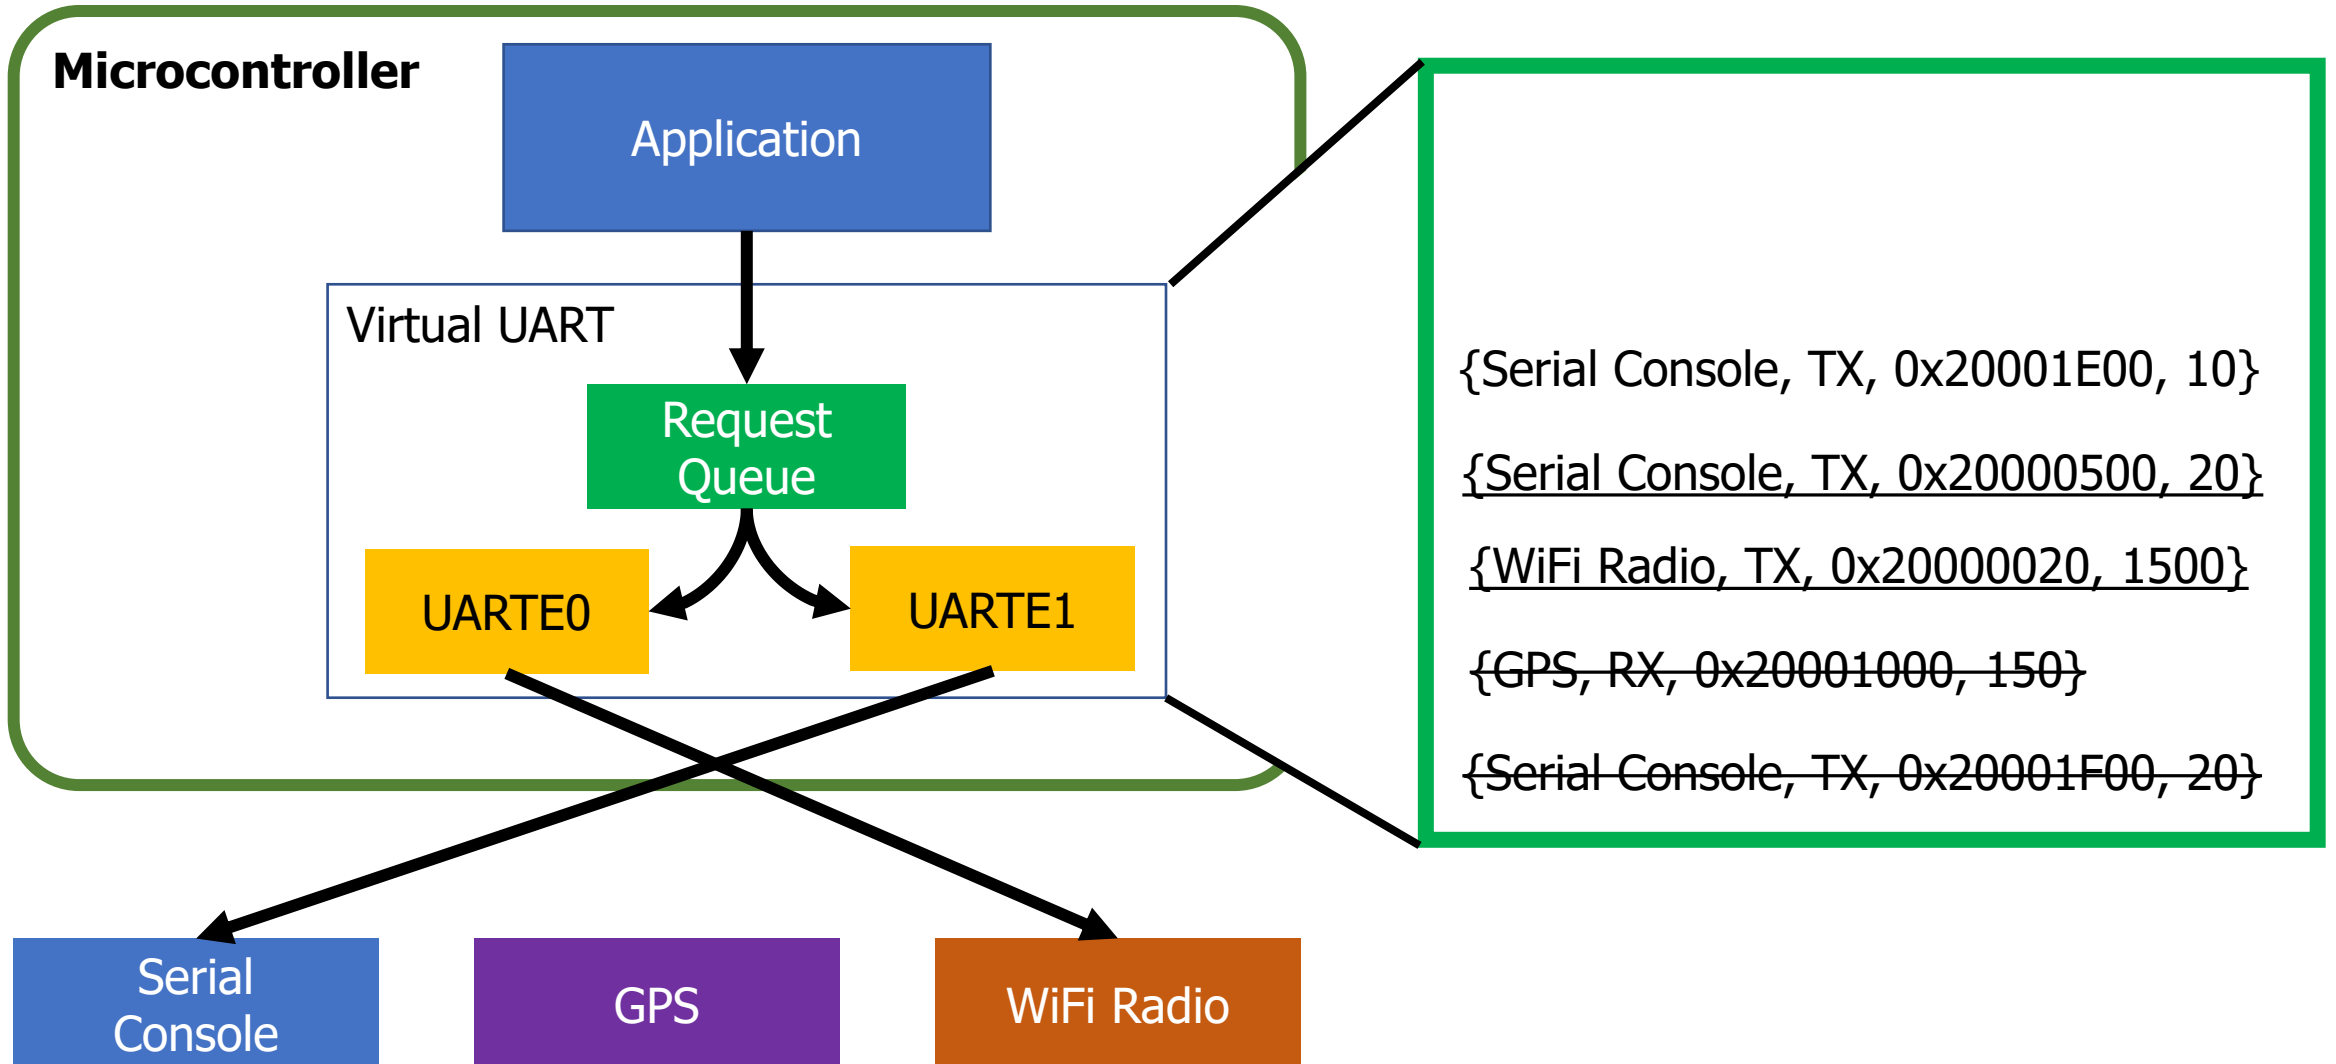 Microcontroller
Application
Virtual UART
Request
Queue
UARTE0
UARTE1
Serial
Console
GPS
WiFi Radio
{Serial Console, TX, 0x20001E00, 10}
{Serial Console, TX, 0x20000500, 20}
{WiFi Radio, TX, 0x20000020, 1500}
{GPS, RX, 0x20001000, 150}
{Serial Console, TX, 0x20001F00, 20}